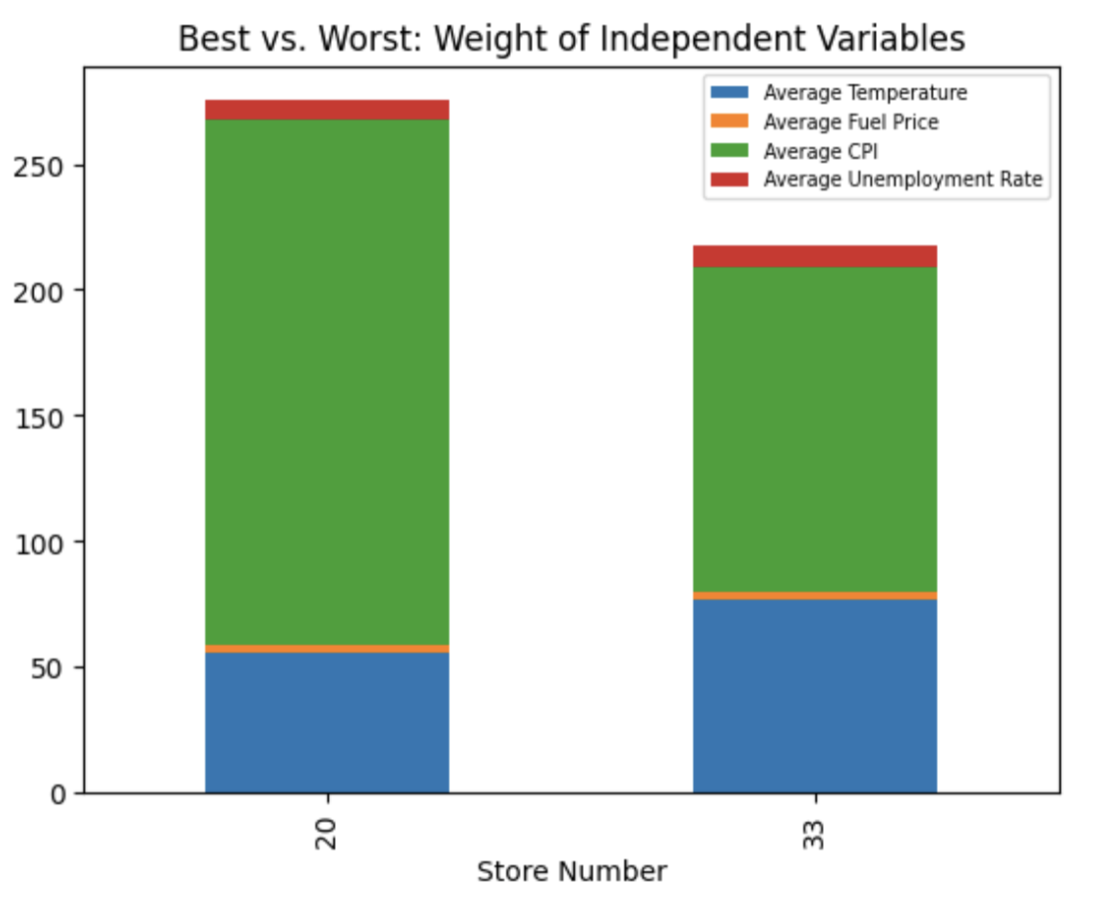 Best vs. Worst: Weight of Independent Variables
Average Temperature
Average Fuel Price
Average CPI
Average Unemployment Rate
250
200
150
100
50
0
20
33
Store Number